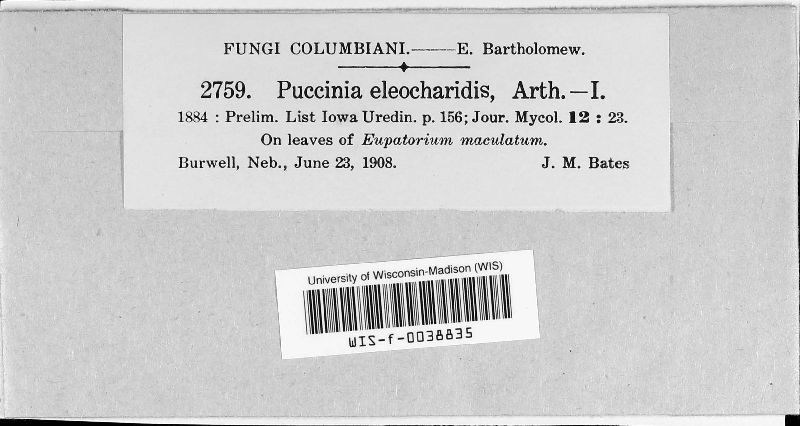 FUNGI COLUMBIANI.——E. Bartholomew.
2759. Puccinia eleocharidis, Arth.—I.
1884 : Prelim. List Iowa Uredin. p. 156; Jour. Mycol. 12 : 23.
On leaves of Eupatorium maculatum.
Burwell, Neb., June 23, 1908. J. M. Bates
University of Wisconsin-Madison (WIS)
WIS-f-0038835